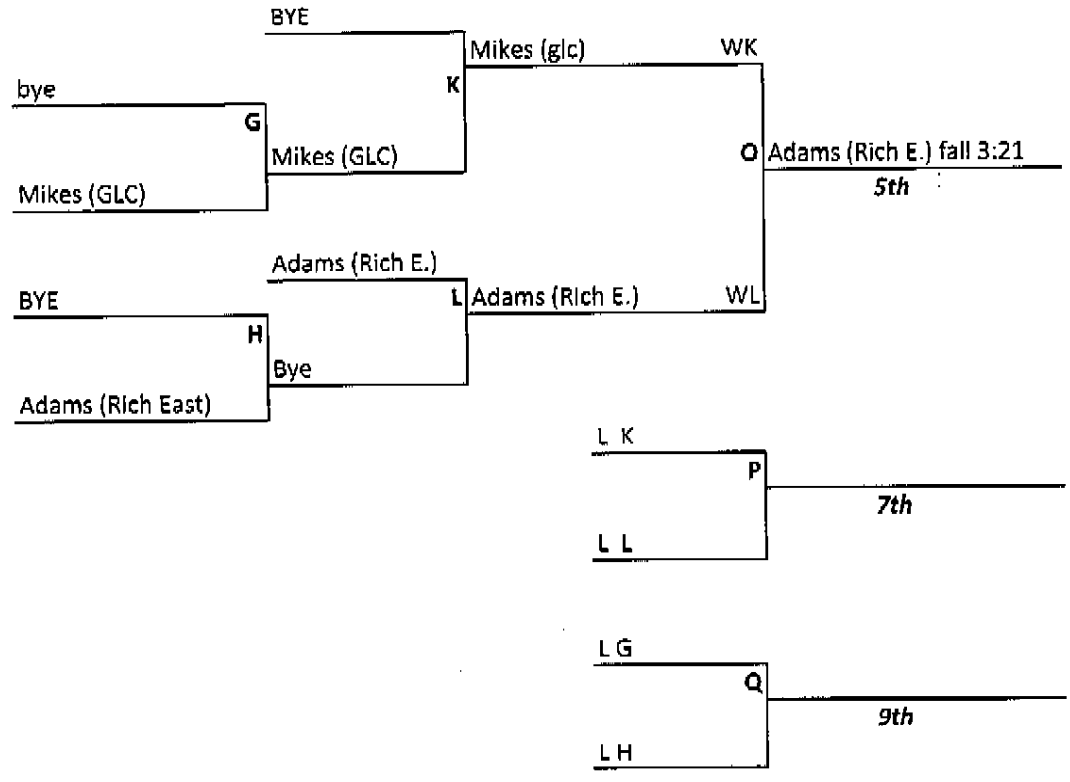 BYE
Mikes (glc)
WK
K
bye
G
Mikes (GLC)
O
Adams (Rich E.) fall 3:21
5th
Mikes (GLC)
Adams (Rich E.)
L
Adams (Rich E.)
WL
BYE
H
Bye
Adams (Rich East)
L K
P
7th
L L
L G
Q
9th
L H